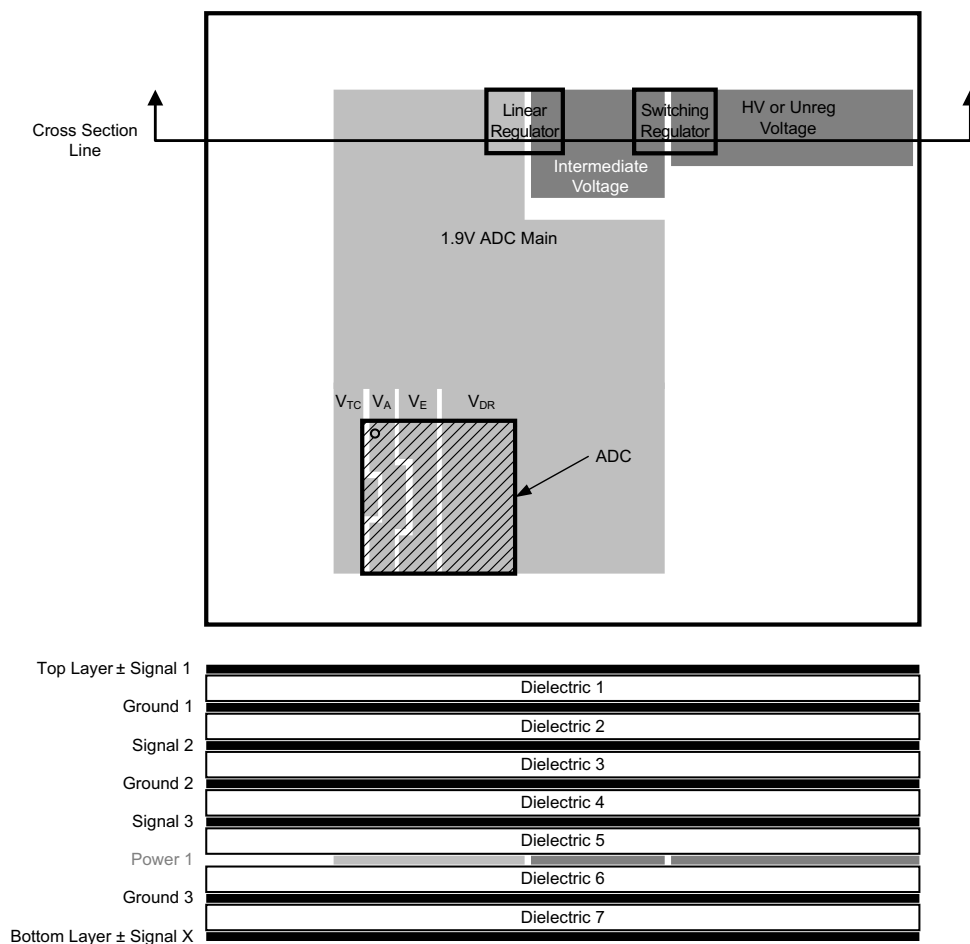 Cross Section
Line
Linear
Regulator
Switching
Regulator
HV or Unreg
Voltage
Intermediate
Voltage
1.9V ADC Main
VTC
VA
VE
VDR
ADC
Top Layer ± Signal 1
Dielectric 1
Ground 1
Dielectric 2
Signal 2
Dielectric 3
Ground 2
Dielectric 4
Signal 3
Dielectric 5
Power 1
Dielectric 6
Ground 3
Dielectric 7
Bottom Layer ± Signal X